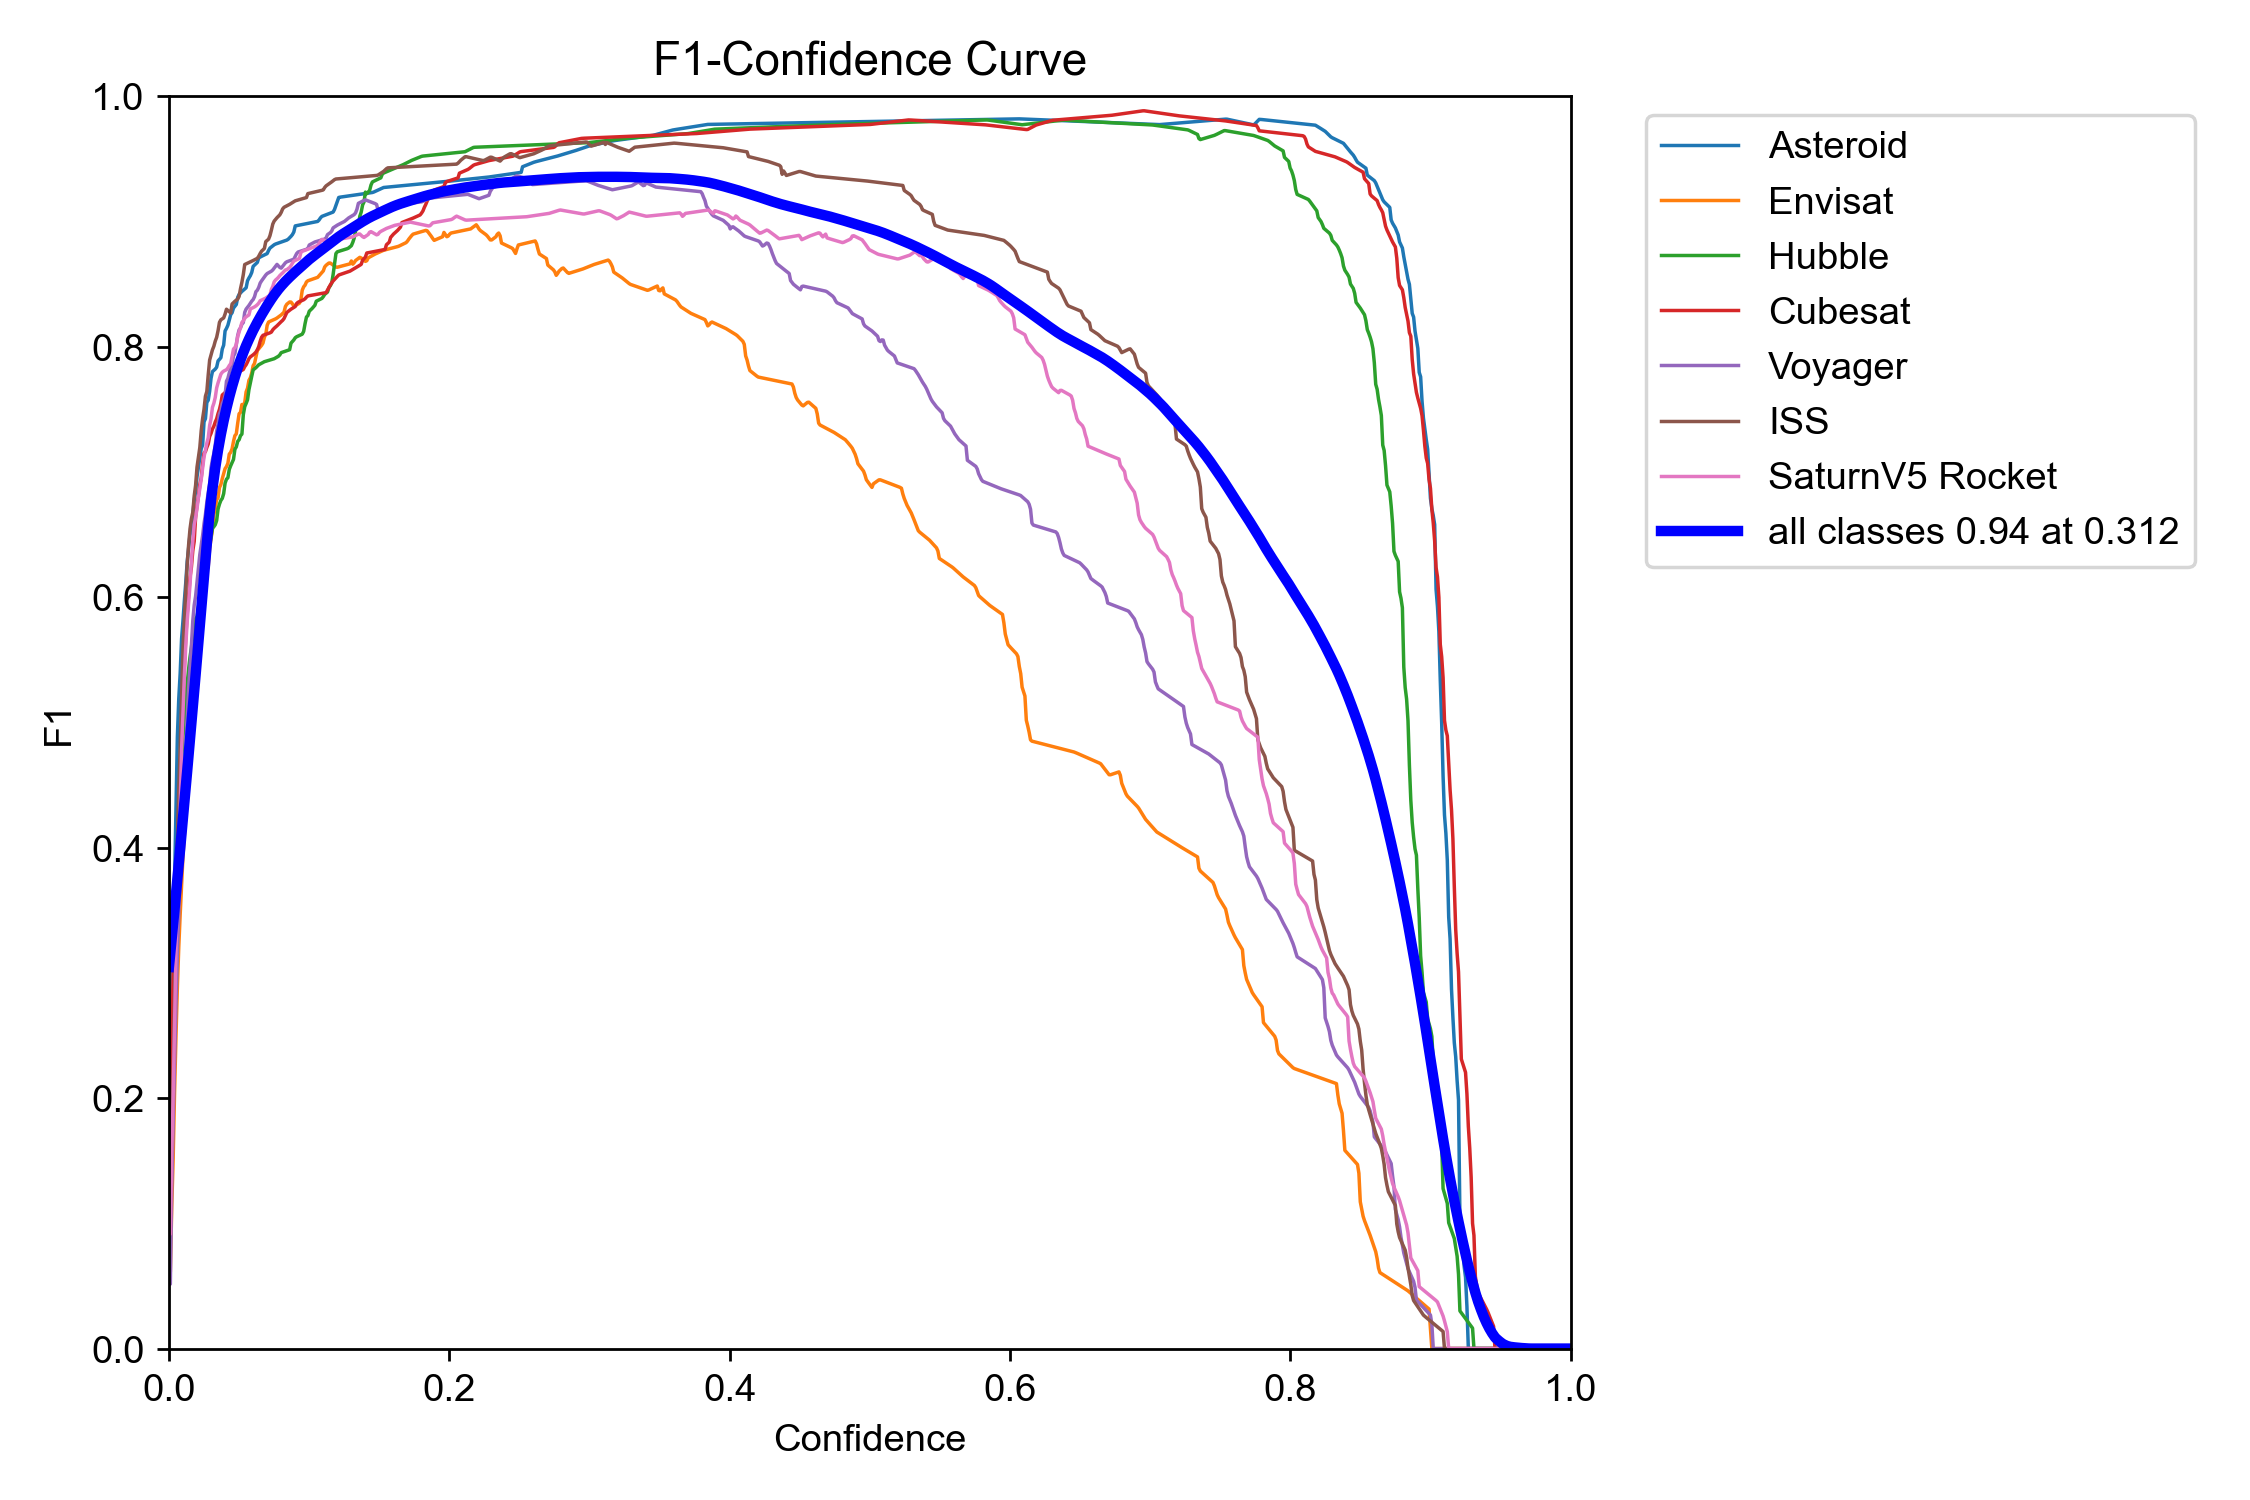 F1-Confidence Curve
1.0
0.8
0.6
0.4
0.2
0.0
F1
0.0 0.2 0.4 0.6 0.8 1.0
Confidence
Asteroid
Envisat
Hubble
Cubesat
Voyager
ISS
SaturnV5 Rocket
all classes 0.94 at 0.312